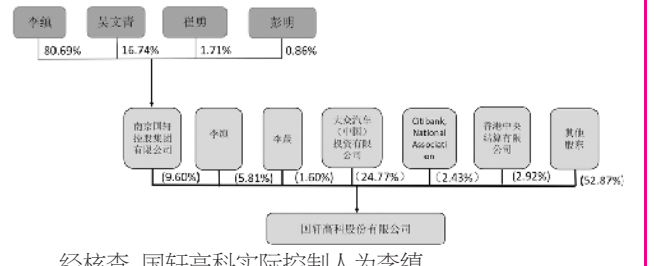 李缜 吴文青 崔勇 彭明
80.69% 16.74% 1.71% 0.86%
南京国轩控股集团有限公司 李缜 李晨 大众汽车（中国）投资有限公司 Citibank, National Association 香港中央结算有限公司 其他股东
(9.60%) (5.81%) (1.60%) (24.77%) (2.43%) (2.92%) (52.87%)
国轩高科股份有限公司
经核查，国轩高科实际控制人为李缜